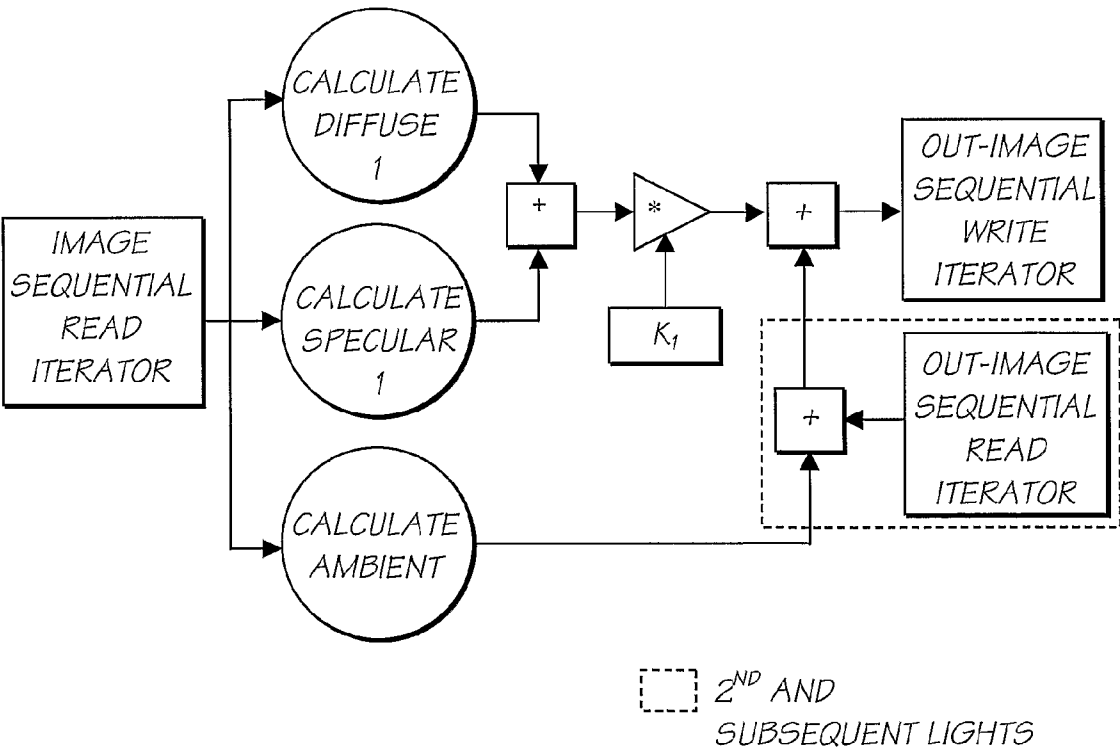 IMAGE
SEQUENTIAL
READ
ITERATOR
CALCULATE
DIFFUSE
1
CALCULATE
SPECULAR
1
CALCULATE
AMBIENT
+
*
K₁
+
OUT-IMAGE
SEQUENTIAL
WRITE
ITERATOR
+
OUT-IMAGE
SEQUENTIAL
READ
ITERATOR
2ᴺᴰ AND
SUBSEQUENT LIGHTS